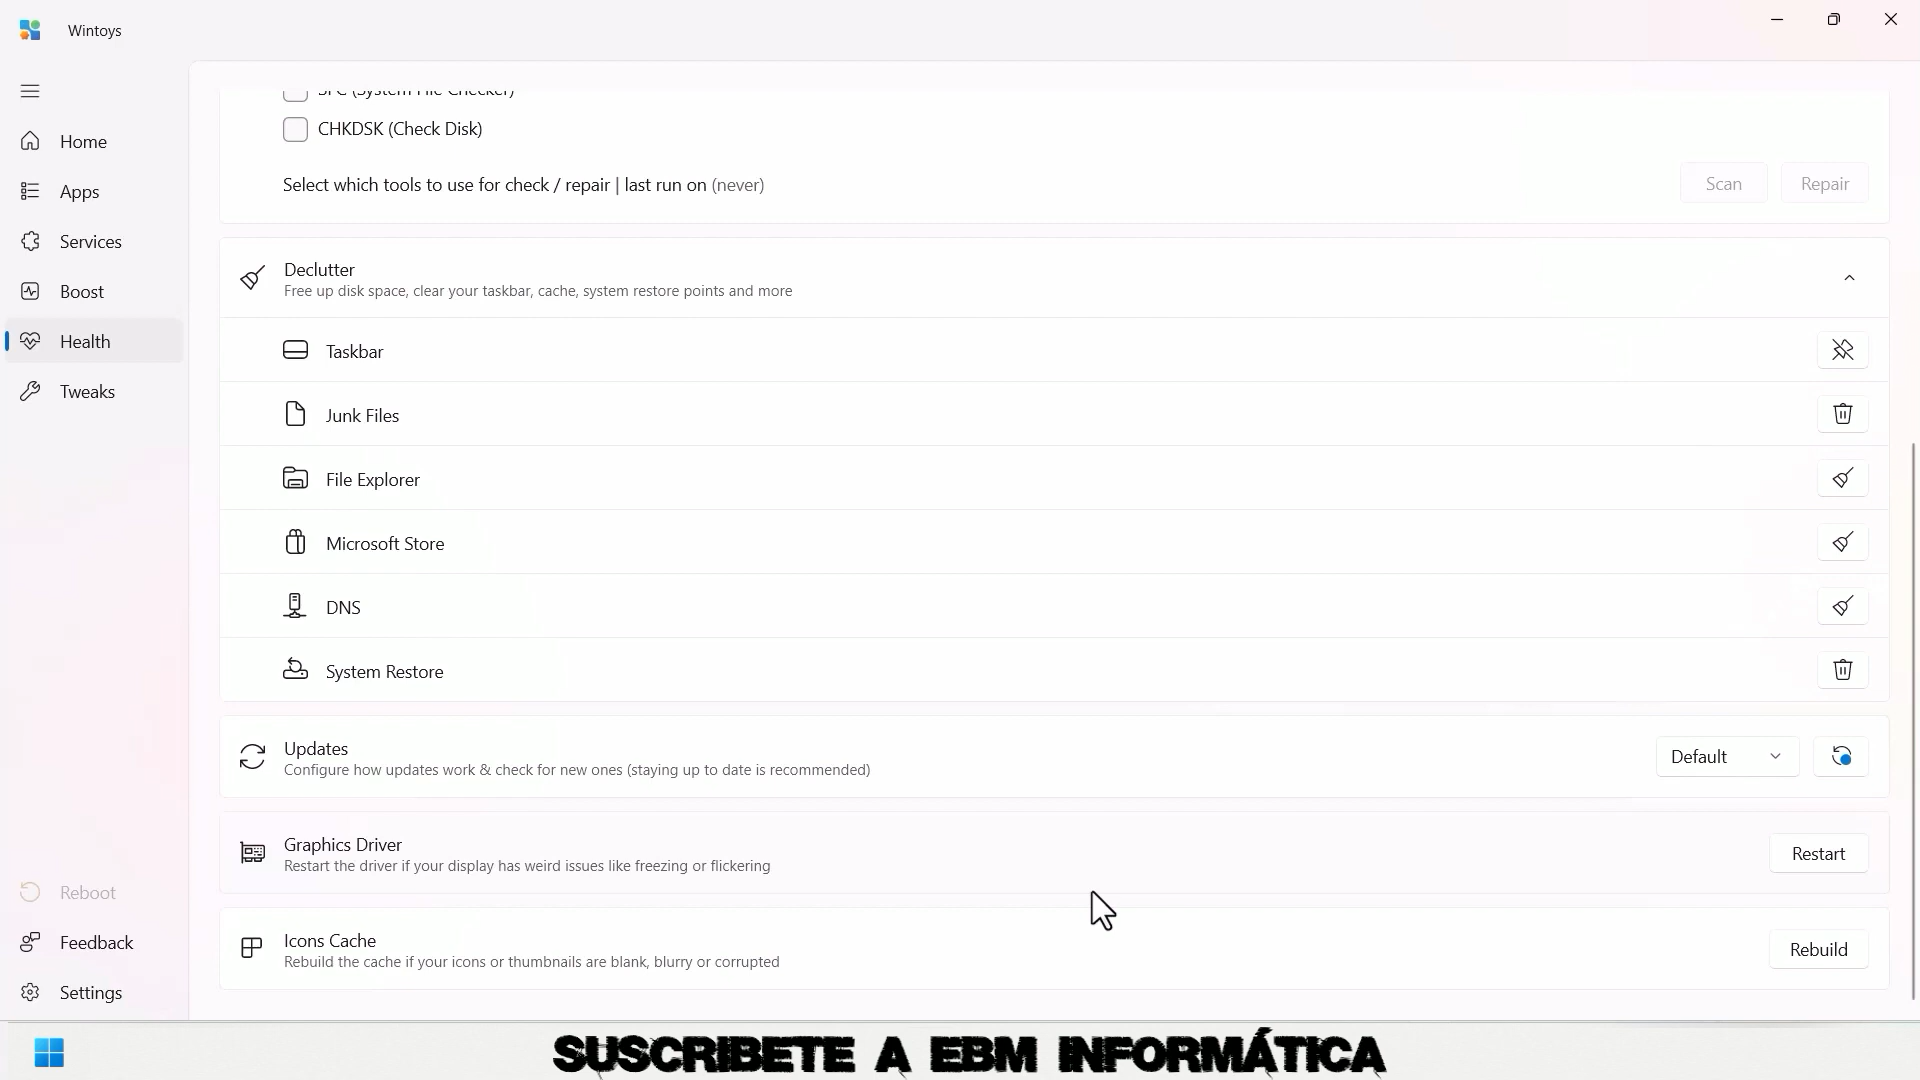 Wintoys
SFC (System File Checker)
CHKDSK (Check Disk)
Select which tools to use for check / repair | last run on (never)
Scan
Repair
Home
Apps
Services
Boost
Health
Tweaks
Declutter
Free up disk space, clear your taskbar, cache, system restore points and more
Taskbar
Junk Files
File Explorer
Microsoft Store
DNS
System Restore
Updates
Configure how updates work & check for new ones (staying up to date is recommended)
Default
Graphics Driver
Restart the driver if your display has weird issues like freezing or flickering
Restart
Icons Cache
Rebuild the cache if your icons or thumbnails are blank, blurry or corrupted
Rebuild
Reboot
Feedback
Settings
SUSCRIBETE A EBM INFORMÁTICA